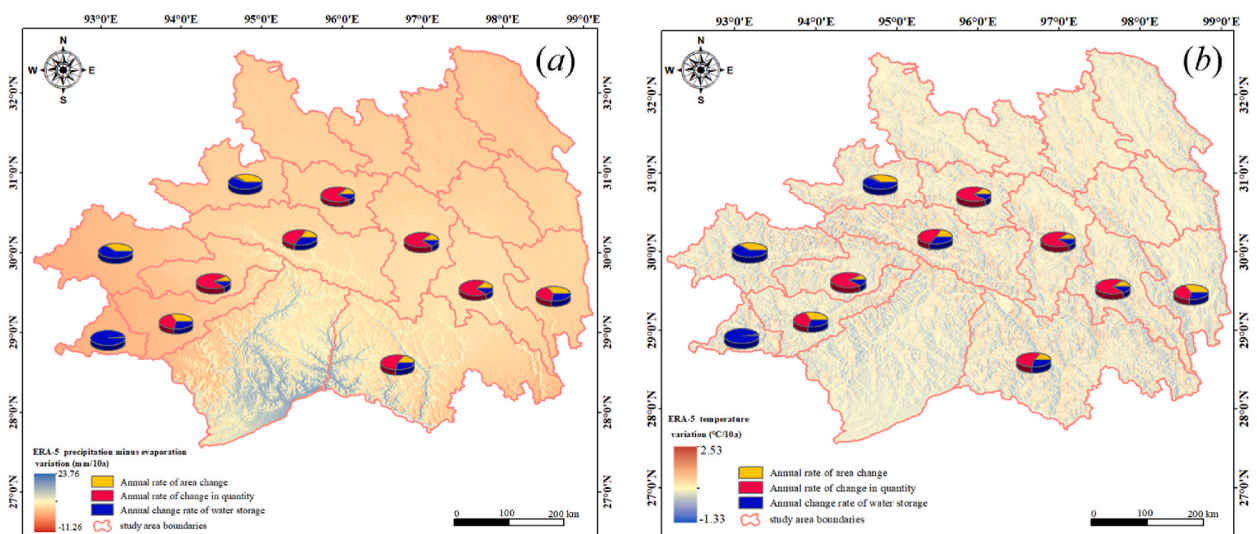 93°0'E 94°0'E 95°0'E 96°0'E 97°0'E 98°0'E 99°0'E
(a)
N
W E
S
32°0'N
31°0'N
30°0'N
29°0'N
28°0'N
27°0'N
ERA-5 precipitation minus evaporation
variation (mm/10a)
23.76
-11.26
Annual rate of area change
Annual rate of change in quantity
Annual change rate of water storage
study area boundaries
0 100 200 km
93°0'E 94°0'E 95°0'E 96°0'E 97°0'E 98°0'E 99°0'E
(b)
N
W E
S
32°0'N
31°0'N
30°0'N
29°0'N
28°0'N
27°0'N
ERA-5 temperature
variation (°C/10a)
2.53
-1.33
Annual rate of area change
Annual rate of change in quantity
Annual change rate of water storage
study area boundaries
0 100 200 km